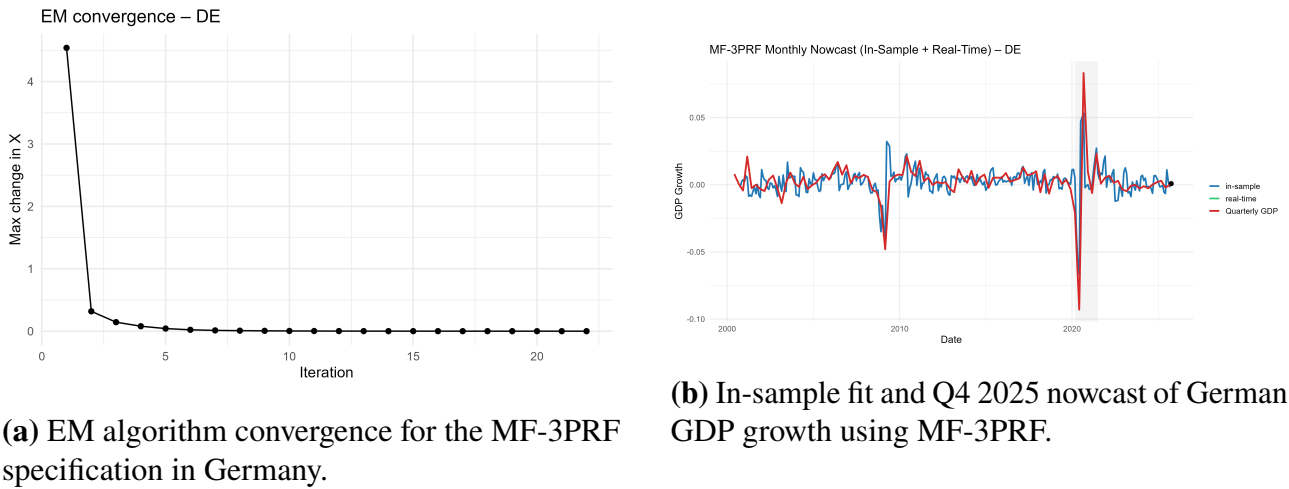 EM convergence – DE
Max change in X
4
3
2
1
0
0
5
10
15
20
Iteration
(a) EM algorithm convergence for the MF-3PRF
specification in Germany.
MF-3PRF Monthly Nowcast (In-Sample + Real-Time) – DE
GDP Growth
0.05
0.00
-0.05
-0.10
2000
2010
2020
Date
in-sample
real-time
Quarterly GDP
(b) In-sample fit and Q4 2025 nowcast of German
GDP growth using MF-3PRF.